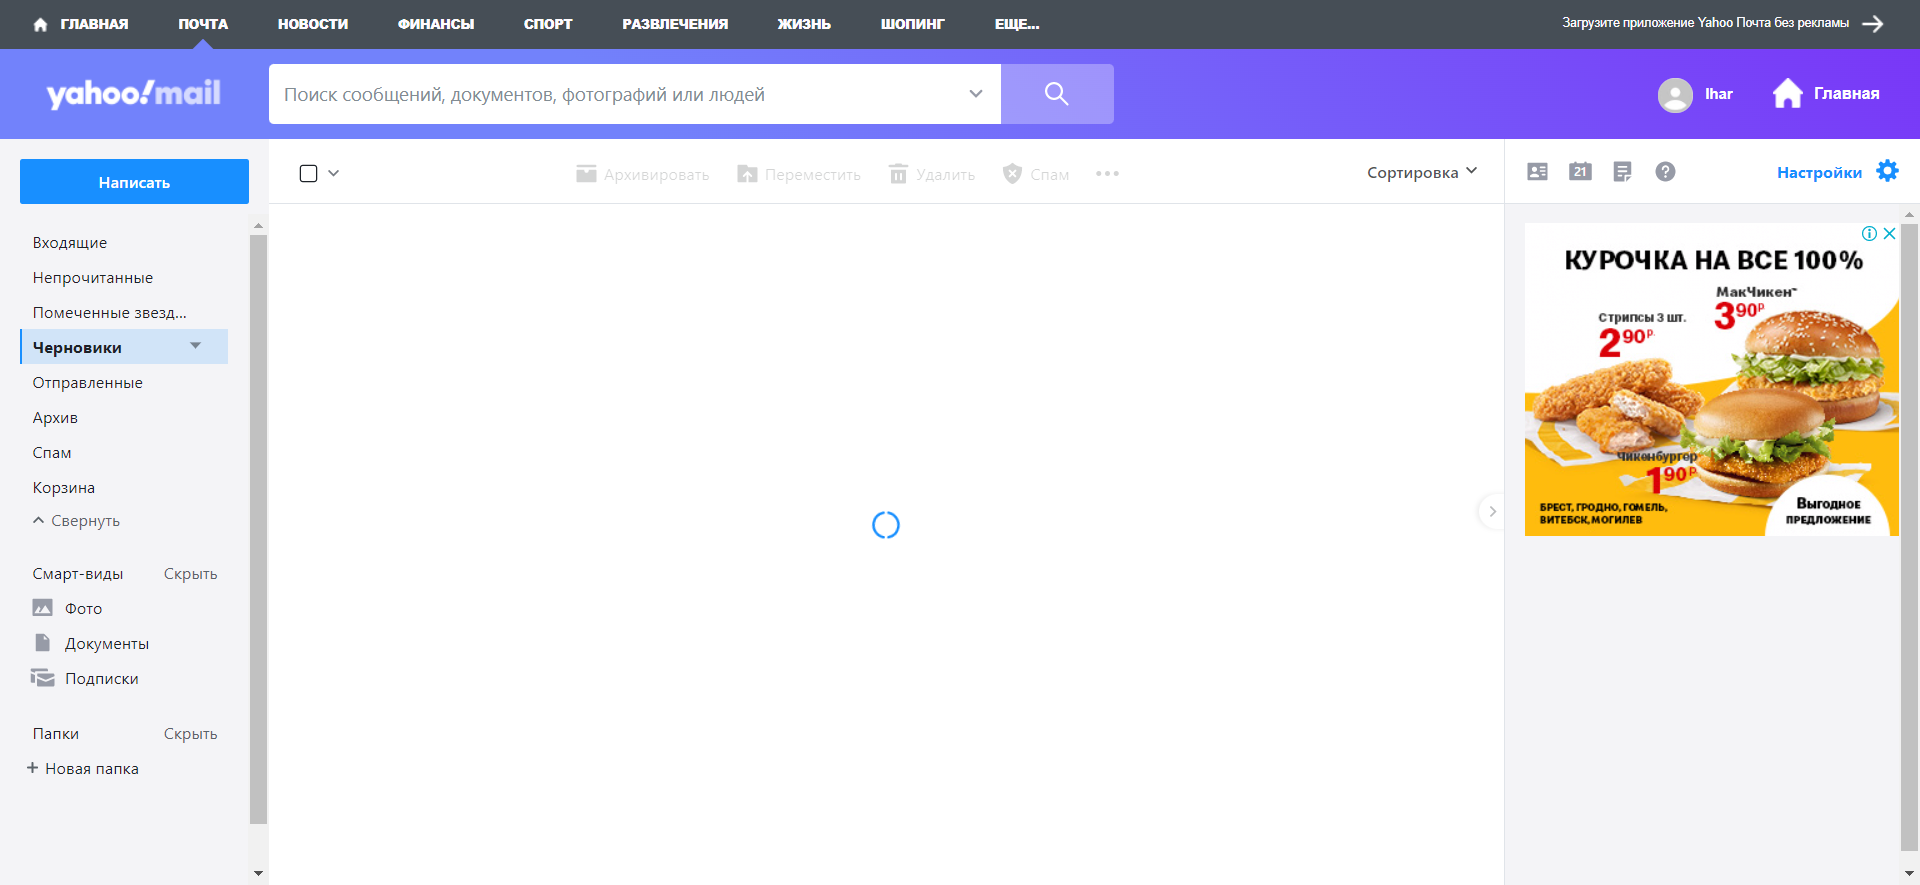 ГЛАВНАЯ ПОЧТА НОВОСТИ ФИНАНСЫ СПОРТ РАЗВЛЕЧЕНИЯ ЖИЗНЬ ШОПИНГ ЕЩЕ... Загрузите приложение Yahoo Почта без рекламы
yahoo!mail Поиск сообщений, документов, фотографий или людей Ihar Главная
Написать Архивировать Переместить Удалить Спам Сортировка 21 Настройки
Входящие
Непрочитанные
Помеченные звезд...
Черновики
Отправленные
Архив
Спам
Корзина
Свернуть
Смарт-виды Скрыть
Фото
Документы
Подписки
Папки Скрыть
+ Новая папка
КУРОЧКА НА ВСЕ 100%
МакЧикен™
3 90 р.
Стрипсы 3 шт.
2 90 р.
Чикенбургер
1 90 р.
БРЕСТ, ГРОДНО, ГОМЕЛЬ,
ВИТЕБСК, МОГИЛЕВ
Выгодное
ПРЕДЛОЖЕНИЕ